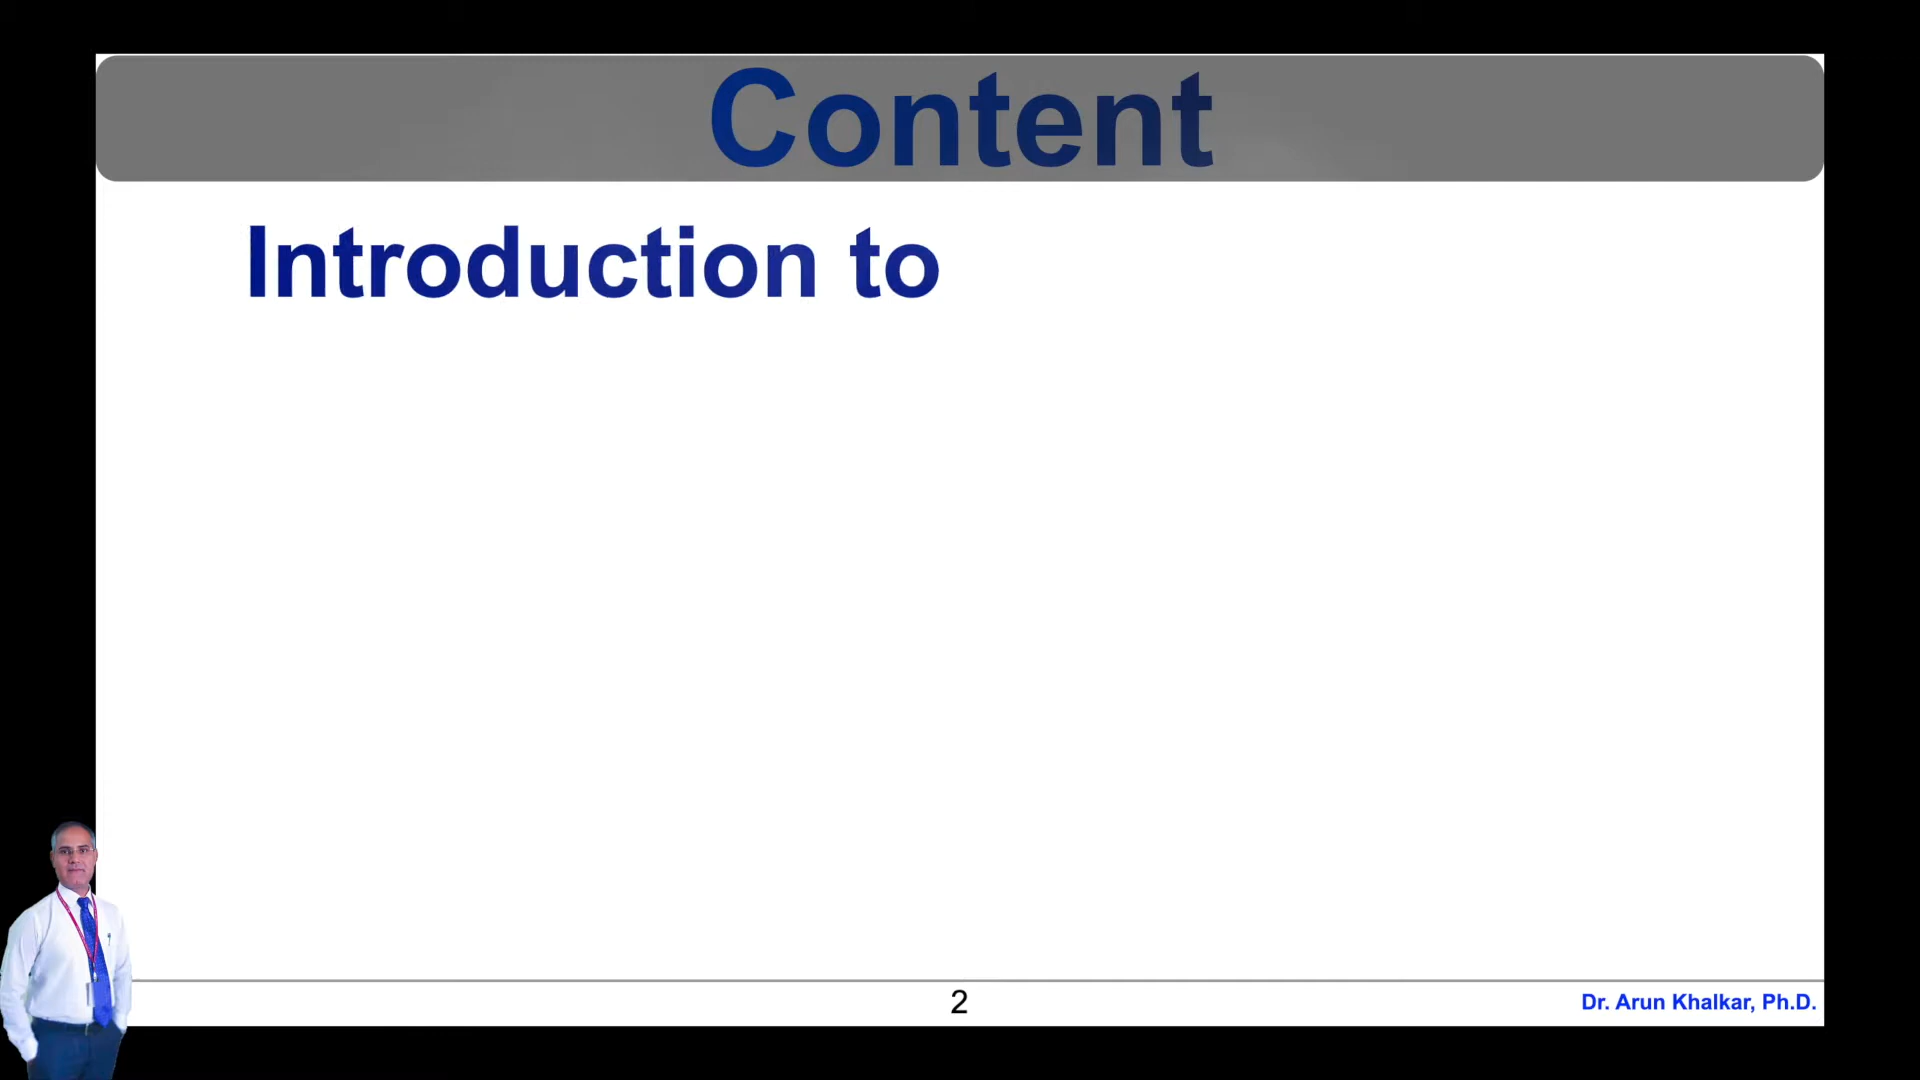 Content
Introduction to
2
Dr. Arun Khalkar, Ph.D.